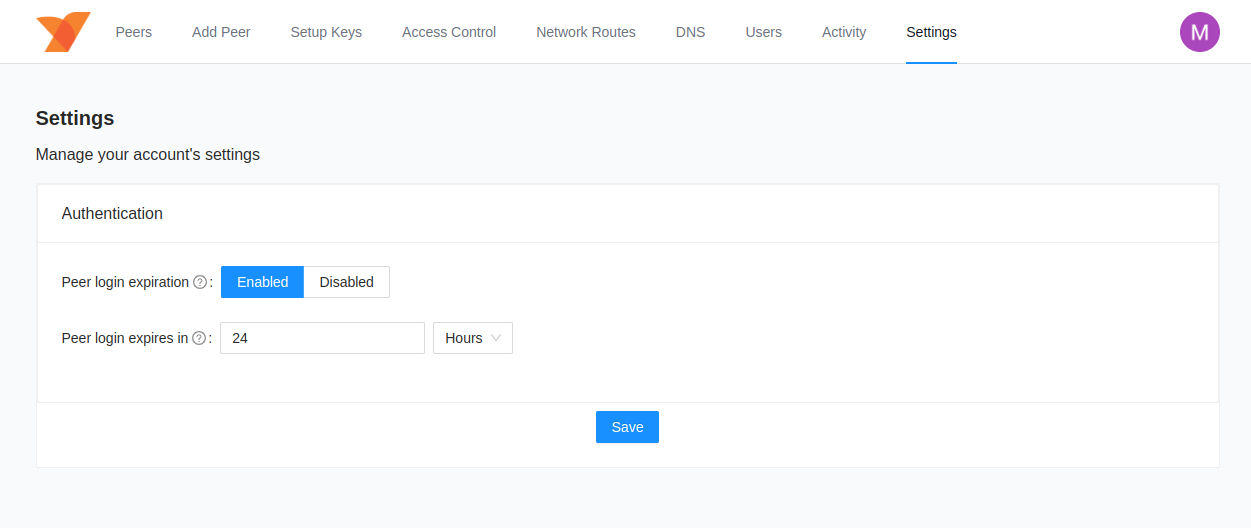 Peers Add Peer Setup Keys Access Control Network Routes DNS Users Activity Settings M
Settings
Manage your account's settings
Authentication
Peer login expiration ? : Enabled Disabled
Peer login expires in ? : 24 Hours
Save